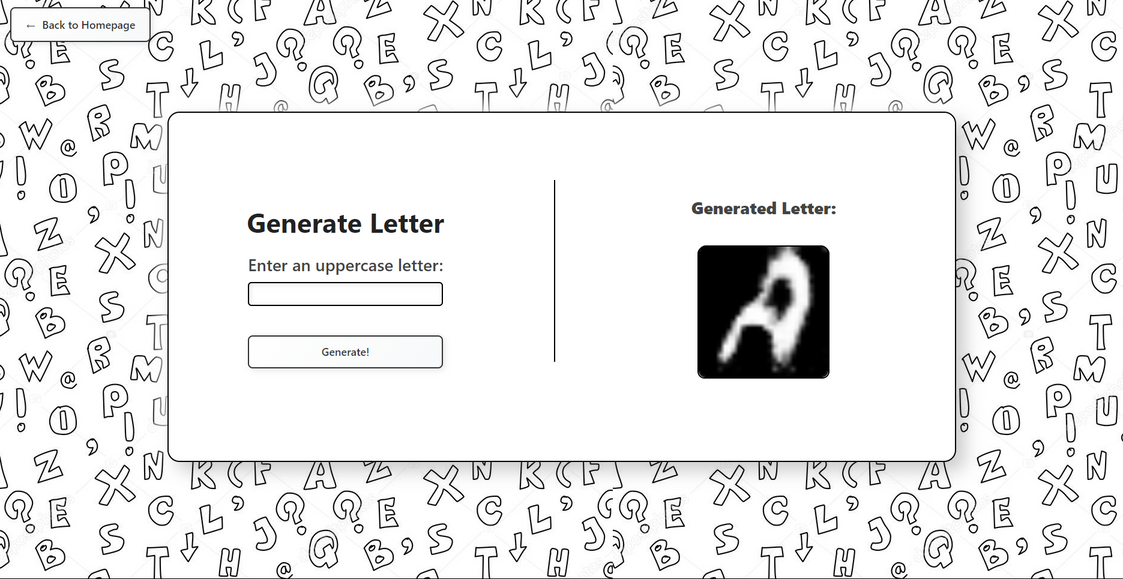 ← Back to Homepage
Generate Letter
Enter an uppercase letter:
Generate!
Generated Letter:
A